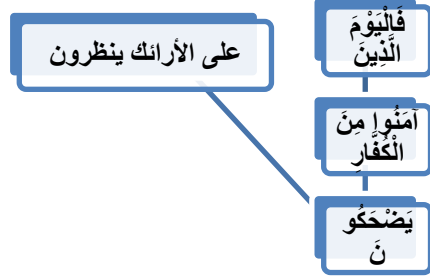 فَالْيَوْمَ
الَّذِينَ
آمَنُوا مِنَ
الْكُفَّارِ
يَضْحَكُو
نَ
على الأرائك ينظرون